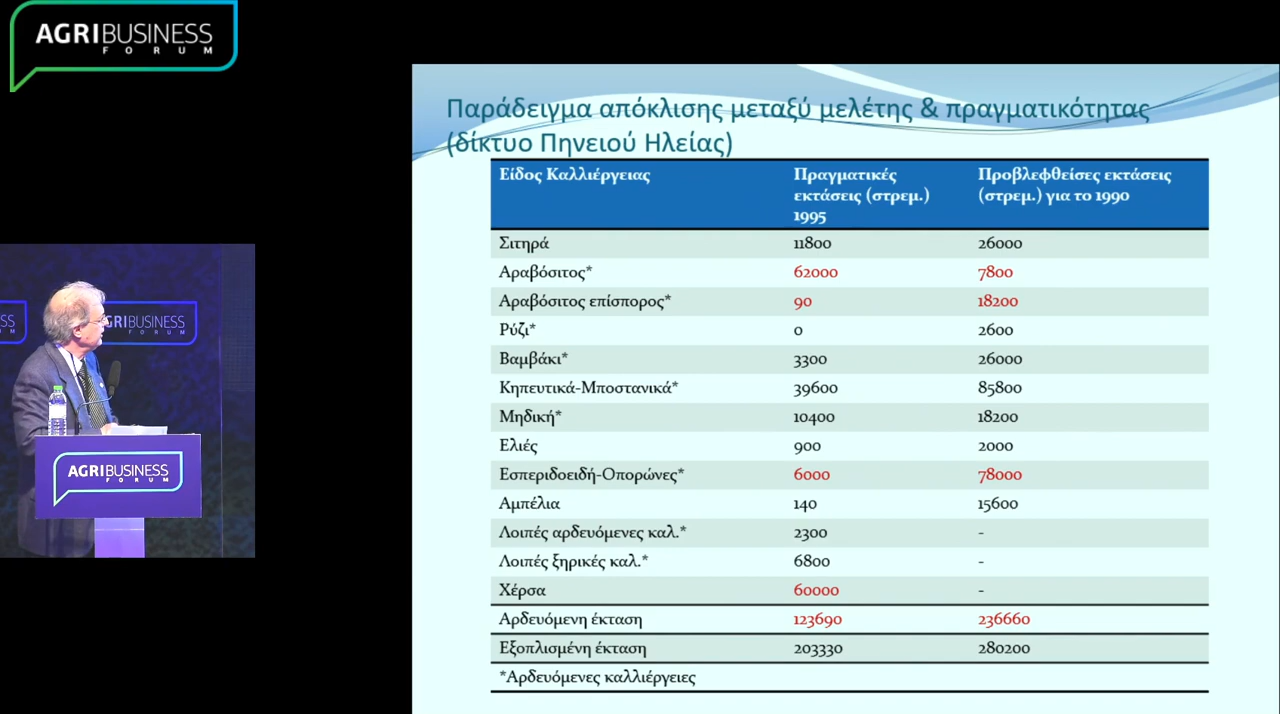 AGRIBUSINESS
FORUM
Παράδειγμα απόκλισης μεταξύ μελέτης & πραγματικότητας
(δίκτυο Πηνειού Ηλείας)
Είδος Καλλιέργειας Πραγματικές εκτάσεις (στρεμ.) 1995 Προβλεφθείσες εκτάσεις (στρεμ.) για το 1990
Σιτηρά 11800 26000
Αραβόσιτος* 62000 7800
Αραβόσιτος επίσπορος* 90 18200
Ρύζι* 0 2600
Βαμβάκι* 3300 26000
Κηπευτικά-Μποστανικά* 39600 85800
Μηδική* 10400 18200
Ελιές 900 2000
Εσπεριδοειδή-Οπορώνες* 6000 78000
Αμπέλια 140 15600
Λοιπές αρδευόμενες καλ.* 2300 -
Λοιπές ξηρικές καλ.* 6800 -
Χέρσα 60000 -
Αρδευόμενη έκταση 123690 236660
Εξοπλισμένη έκταση 203330 280200
*Αρδευόμενες καλλιέργειες
SS
M
AGRIBUSINESS
FORUM
AGRIBUSINESS
FORUM